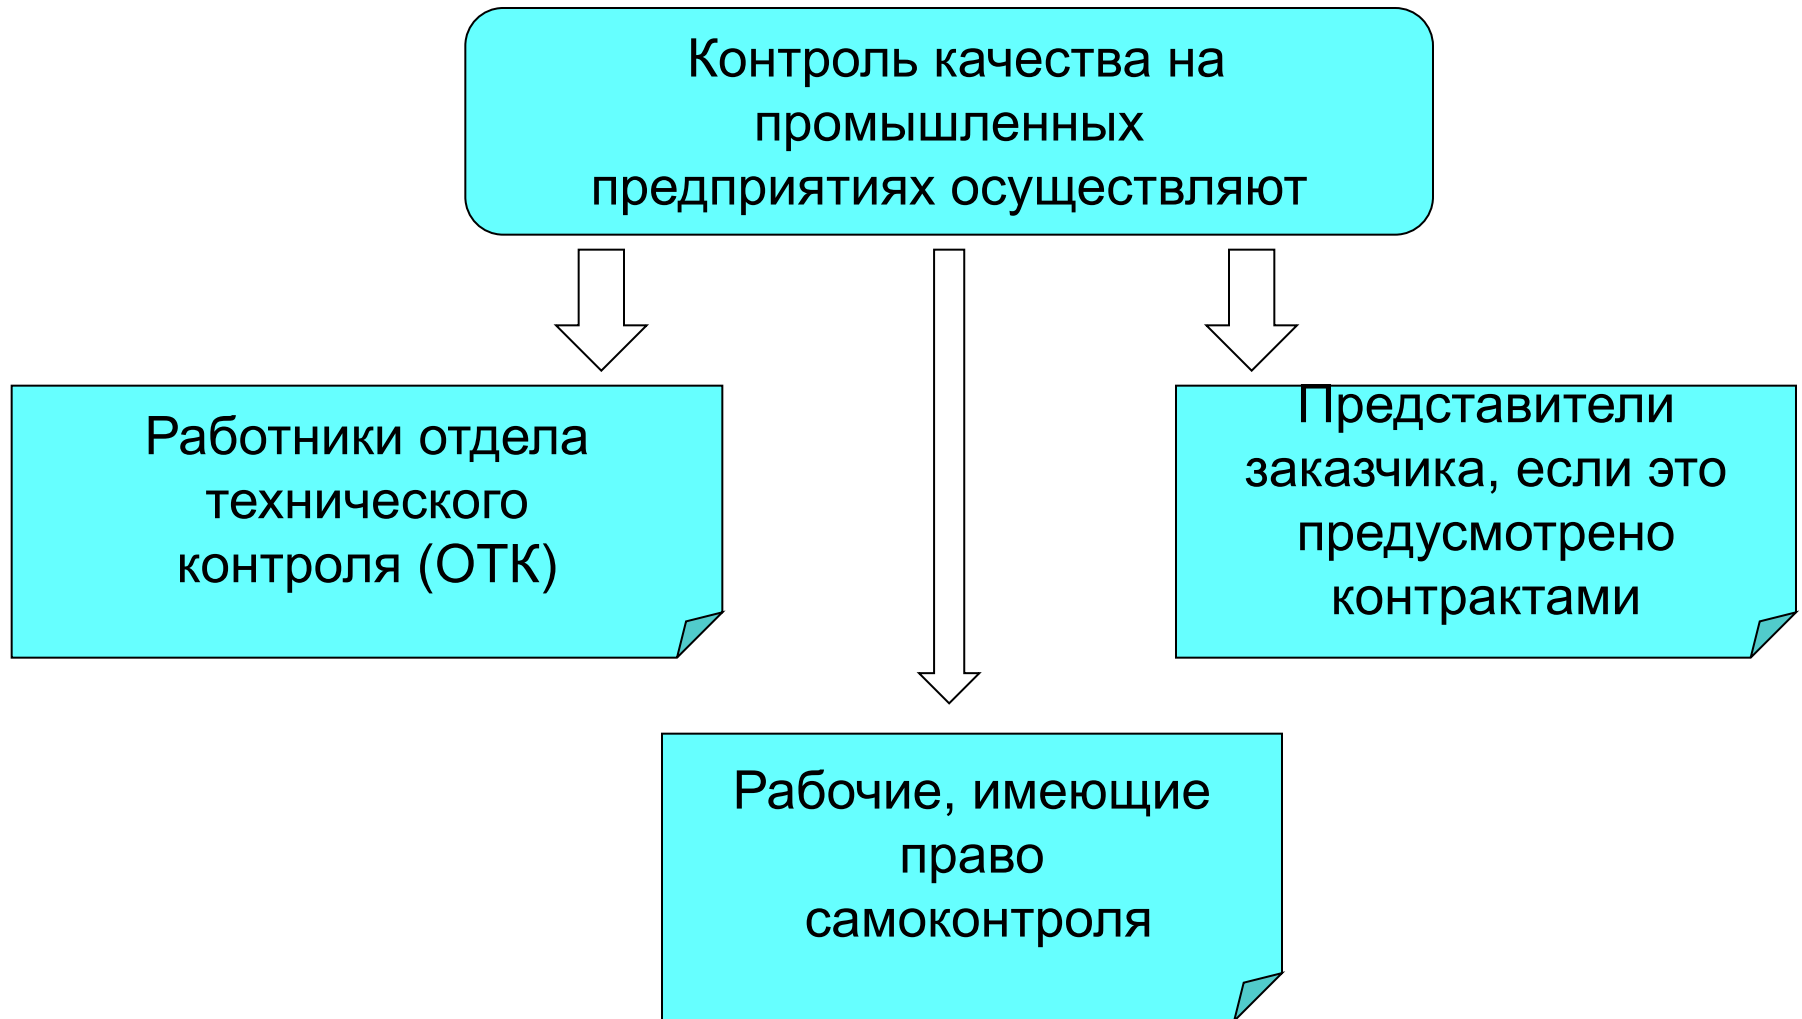 Контроль качества на
промышленных
предприятиях осуществляют
Работники отдела
технического
контроля (ОТК)
Представители
заказчика, если это
предусмотрено
контрактами
Рабочие, имеющие
право
самоконтроля